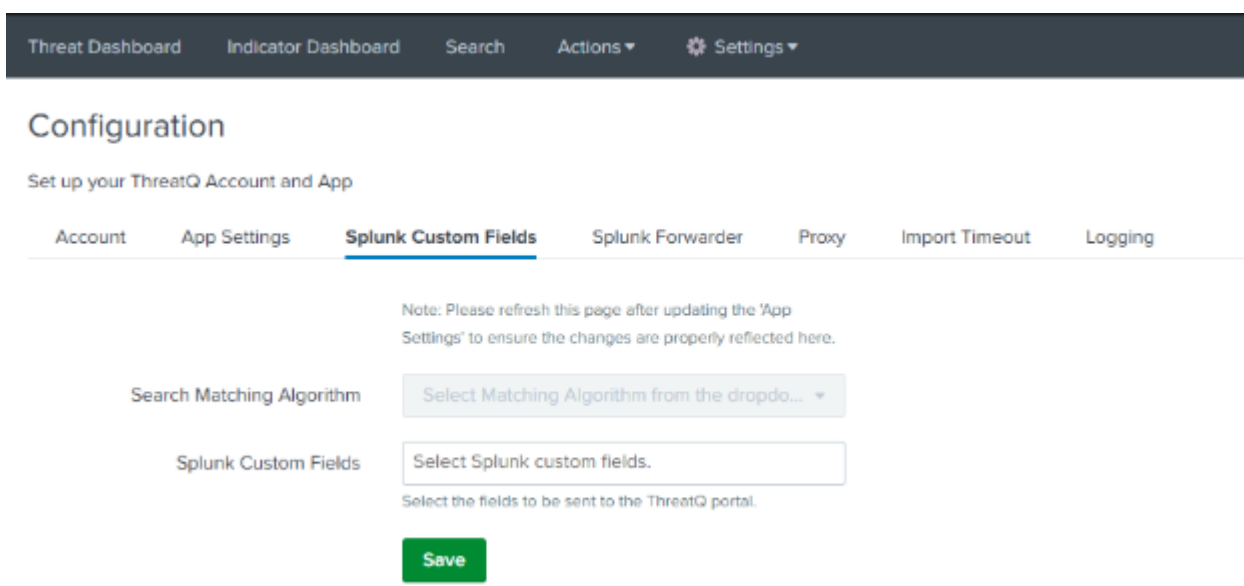 Threat Dashboard Indicator Dashboard Search Actions Settings
Configuration
Set up your ThreatQ Account and App
Account App Settings Splunk Custom Fields Splunk Forwarder Proxy Import Timeout Logging
Note: Please refresh this page after updating the 'App
Settings' to ensure the changes are properly reflected here.
Search Matching Algorithm Select Matching Algorithm from the dropdo...
Splunk Custom Fields Select Splunk custom fields.
Select the fields to be sent to the ThreatQ portal.
Save